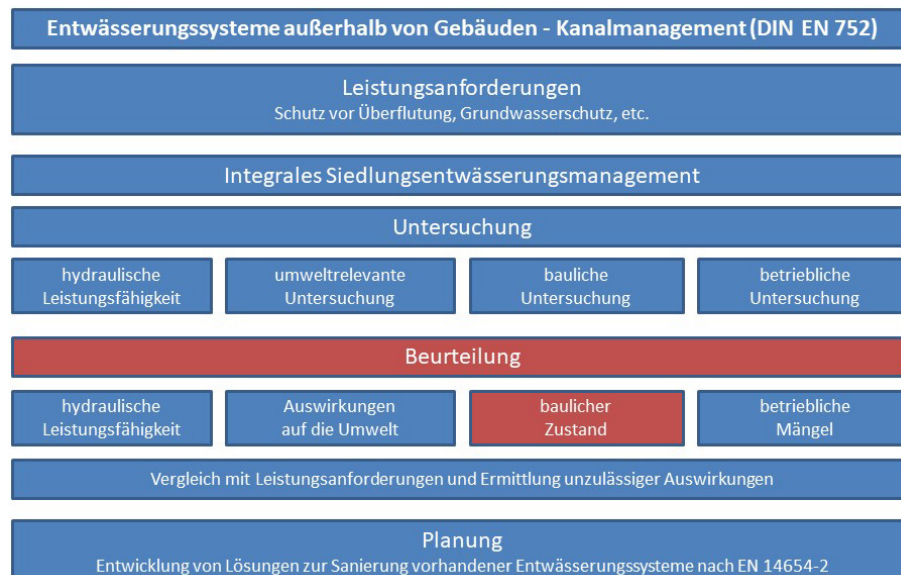 Entwässerungssysteme außerhalb von Gebäuden - Kanalmanagement (DIN EN 752)
Leistungsanforderungen
Schutz vor Überflutung, Grundwasserschutz, etc.
Integrales Siedlungsentwässerungsmanagement
Untersuchung
hydraulische
Leistungsfähigkeit
umweltrelevante
Untersuchung
bauliche
Untersuchung
betriebliche
Untersuchung
Beurteilung
hydraulische
Leistungsfähigkeit
Auswirkungen
auf die Umwelt
baulicher
Zustand
betriebliche
Mängel
Vergleich mit Leistungsanforderungen und Ermittlung unzulässiger Auswirkungen
Planung
Entwicklung von Lösungen zur Sanierung vorhandener Entwässerungssysteme nach EN 14654-2